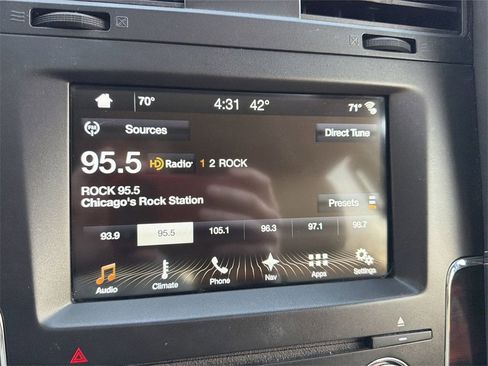 70° 4:31 42° 71°
FM Sources Direct Tune
95.5 HD Radio 1 2 ROCK
ROCK 95.5
Chicago's Rock Station
Presets
93.9 95.5 105.1 96.3 97.1 98.7
Audio Climate Phone Nav Apps Settings